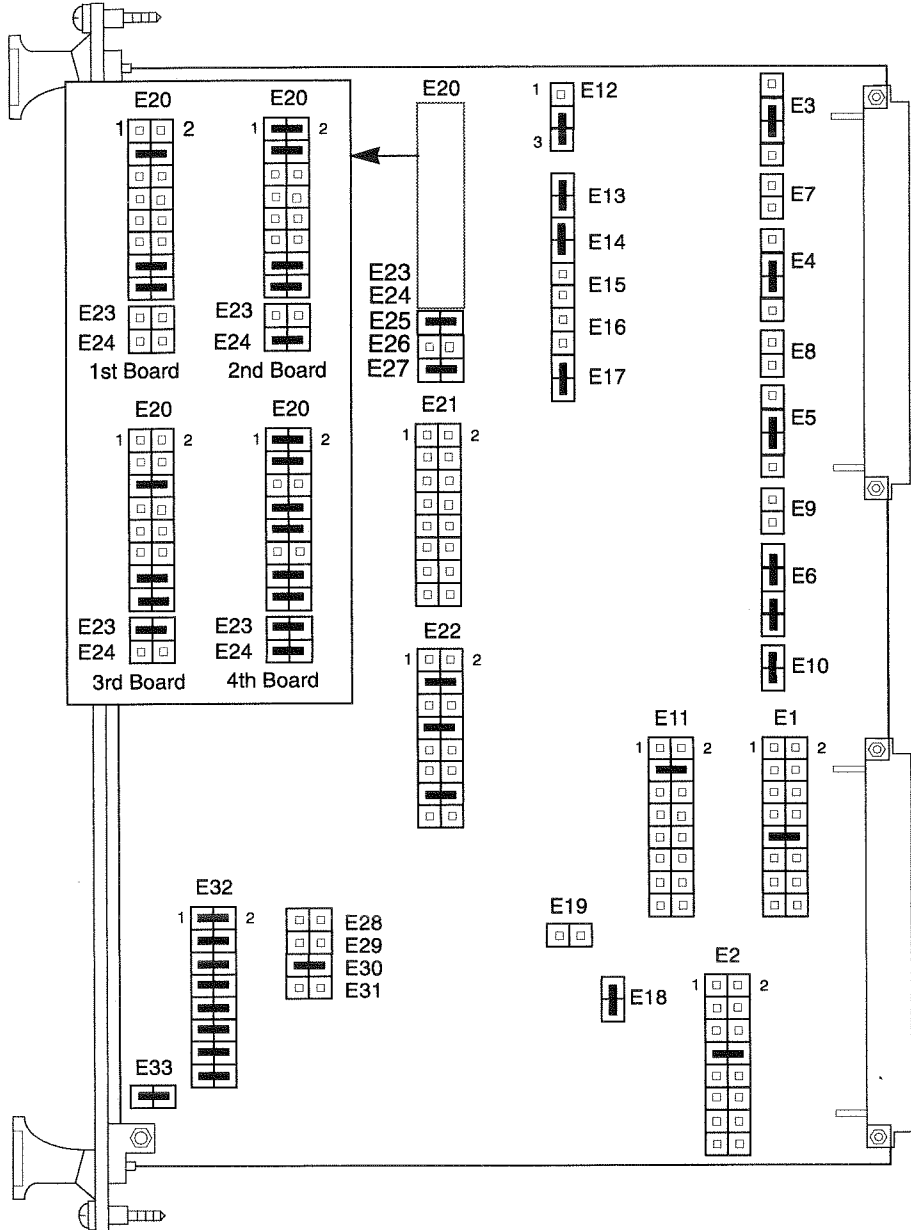 E20 E20
1 2 1 2
E23 E23
E24 E24
1st Board 2nd Board
E20 E20
1 2 1 2
E23 E23
E24 E24
3rd Board 4th Board
E20
E23
E24
E25
E26
E27
E21
1 2
E22
1 2
1 E12
3
E13
E14
E15
E16
E17
E3
E7
E4
E8
E5
E9
E6
E10
E11 E1
1 2 1 2
E32
1 2
E28
E29
E30
E31
E19
E18
E2
1 2
E33